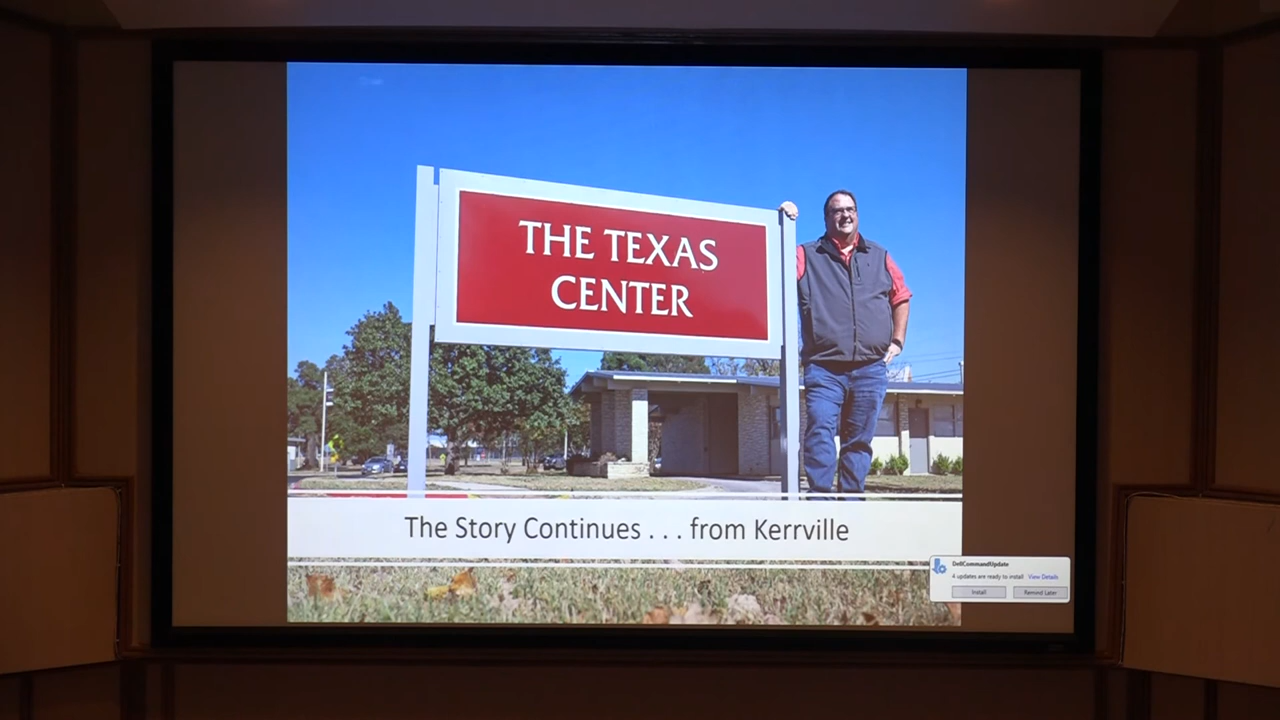 THE TEXAS
CENTER
The Story Continues . . . from Kerrville
DellCommandUpdate
4 updates are ready to install View Details
Install
Remind Later